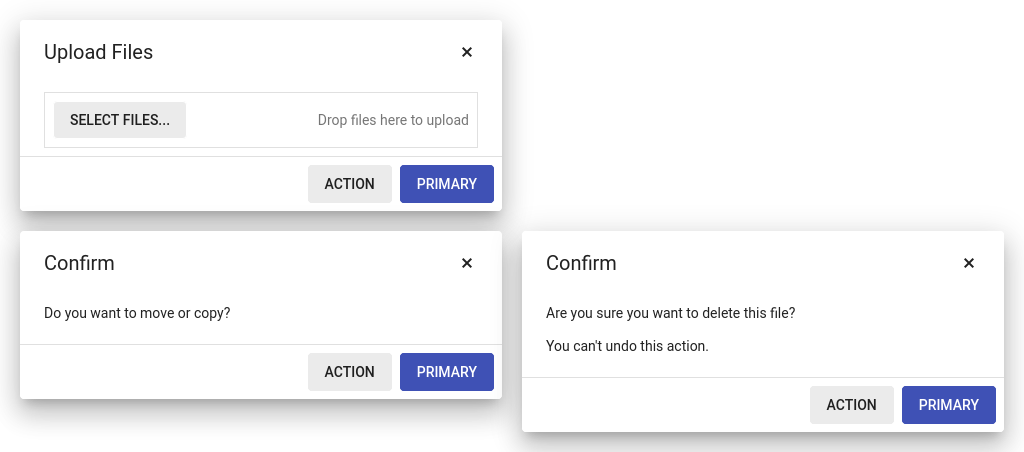 Upload Files
SELECT FILES... Drop files here to upload
ACTION PRIMARY
Confirm
Do you want to move or copy?
ACTION PRIMARY
Confirm
Are you sure you want to delete this file?
You can't undo this action.
ACTION PRIMARY